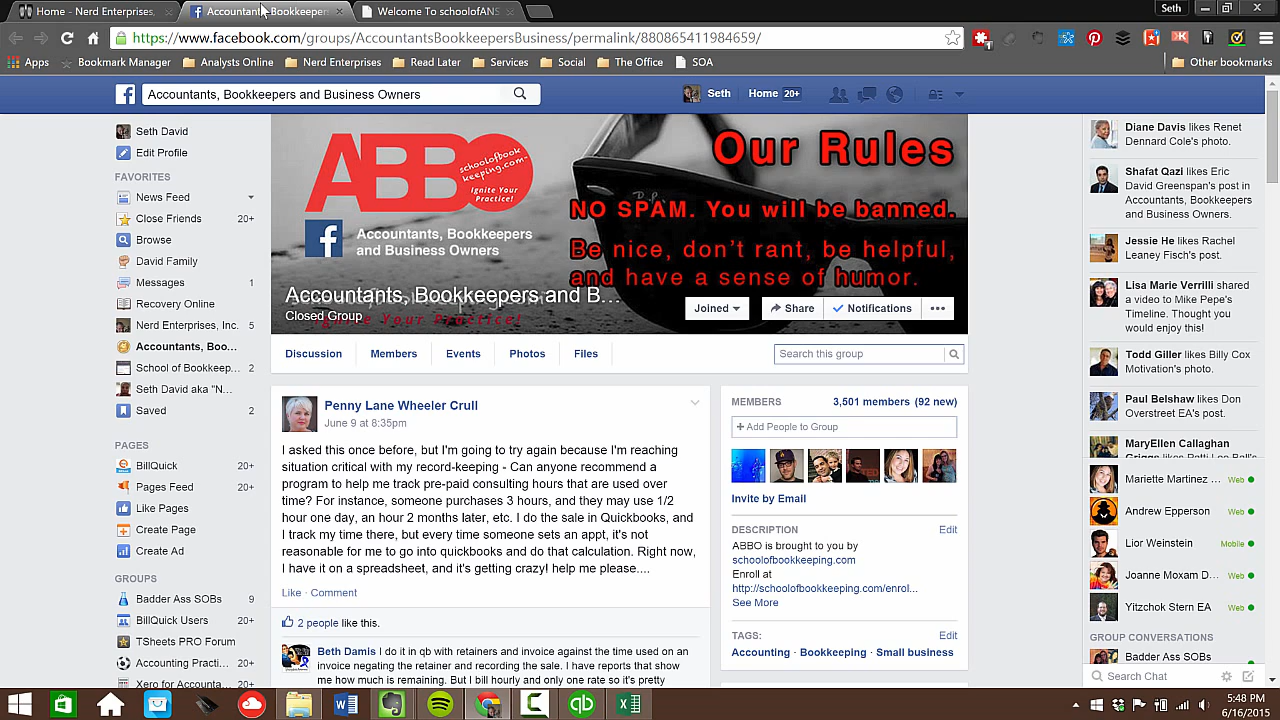 Home - Nerd Enterprises,
Accountants, Bookkeeper
Welcome To schoolofANS
Seth
https://www.facebook.com/groups/AccountantsBookkeepersBusiness/permalink/880865411984659/
Apps
Bookmark Manager
Analysts Online
Nerd Enterprises
Read Later
Services
Social
The Office
SOA
Other bookmarks
Accountants, Bookkeepers and Business Owners
Seth
Home 20+
Seth David
Edit Profile
FAVORITES
News Feed
Close Friends 20+
Browse
David Family
Messages 1
Recovery Online
Nerd Enterprises, Inc. 5
Accountants, Boo...
School of Bookkeep... 2
Seth David aka "N...
Saved 2
PAGES
BillQuick 20+
Pages Feed 20+
Like Pages
Create Page
Create Ad
GROUPS
Badder Ass SOBs 9
BillQuick Users 20+
TSheets PRO Forum
Accounting Practi... 20+
Xero for Accountan... 20+
ABBO
schoolofbook
keeping.com
Ignite Your
Practice!
Accountants, Bookkeepers
and Business Owners
Our Rules
NO SPAM. You will be banned.
Be nice, don't rant, be helpful,
and have a sense of humor.
Accountants, Bookkeepers and B...
Closed Group
Ignite Your Practice!
Joined
Share
Notifications
Discussion
Members
Events
Photos
Files
Search this group
Penny Lane Wheeler Crull
June 9 at 8:35pm
I asked this once before, but I'm going to try again because I'm reaching
situation critical with my record-keeping - Can anyone recommend a
program to help me track pre-paid consulting hours that are used over
time? For instance, someone purchases 3 hours, and they may use 1/2
hour one day, an hour 2 months later, etc. I do the sale in Quickbooks, and
I track my time there, but every time someone sets an appt, it's not
reasonable for me to go into quickbooks and do that calculation. Right now,
I have it on a spreadsheet, and it's getting crazy! help me please....
Like · Comment
2 people like this.
Beth Damis I do it in qb with retainers and invoice against the time used on an
invoice negating the retainer and recording the sale. I have reports that show
me how much is remaining. But I bill hourly and only one rate so it's pretty
MEMBERS
3,501 members (92 new)
+ Add People to Group
Invite by Email
DESCRIPTION
Edit
ABBO is brought to you by
schoolofbookkeeping.com
Enroll at
http://schoolofbookkeeping.com/enrol...
See More
TAGS:
Edit
Accounting · Bookkeeping · Small business
Diane Davis likes Renet
Dennard Cole's photo.
Shafat Qazi likes Eric
David Greenspan's post in
Accountants, Bookkeepers
and Business Owners.
Jessie He likes Rachel
Leaney Fisch's post.
Lisa Marie Verrilli shared
a video to Mike Pepe's
Timeline. Thought you
would enjoy this!
Todd Giller likes Billy Cox
Motivation's photo.
Paul Belshaw likes Don
Overstreet EA's post.
MaryEllen Callaghan
Mariette Martinez ... Web
Andrew Epperson Web
Lior Weinstein Mobile
Joanne Moxam D... Web
Yitzchok Stern EA Web
GROUP CONVERSATIONS
Badder Ass SOBs
Search Chat
5:48 PM
6/16/2015